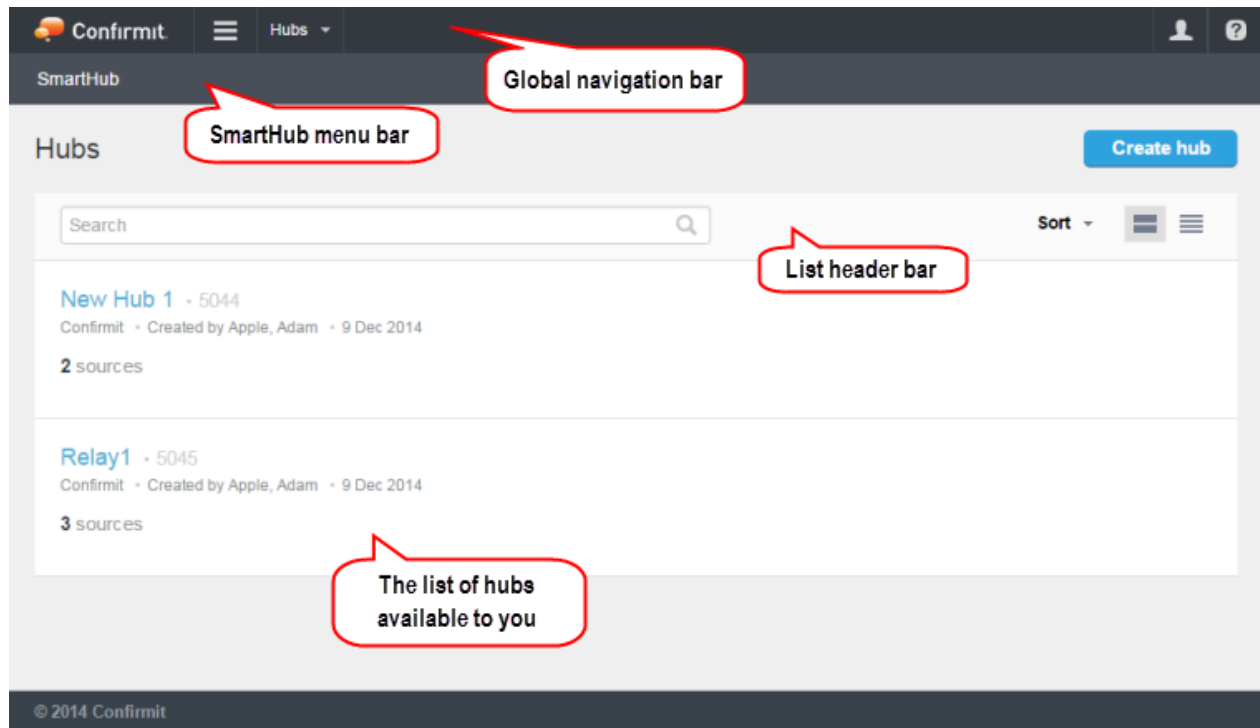 Confirmit
Hubs
SmartHub
Global navigation bar
SmartHub menu bar
Hubs
Create hub
Search
Sort
List header bar
New Hub 1 • 5044
Confirmit • Created by Apple, Adam • 9 Dec 2014
2 sources
Relay1 • 5045
Confirmit • Created by Apple, Adam • 9 Dec 2014
3 sources
The list of hubs
available to you
© 2014 Confirmit